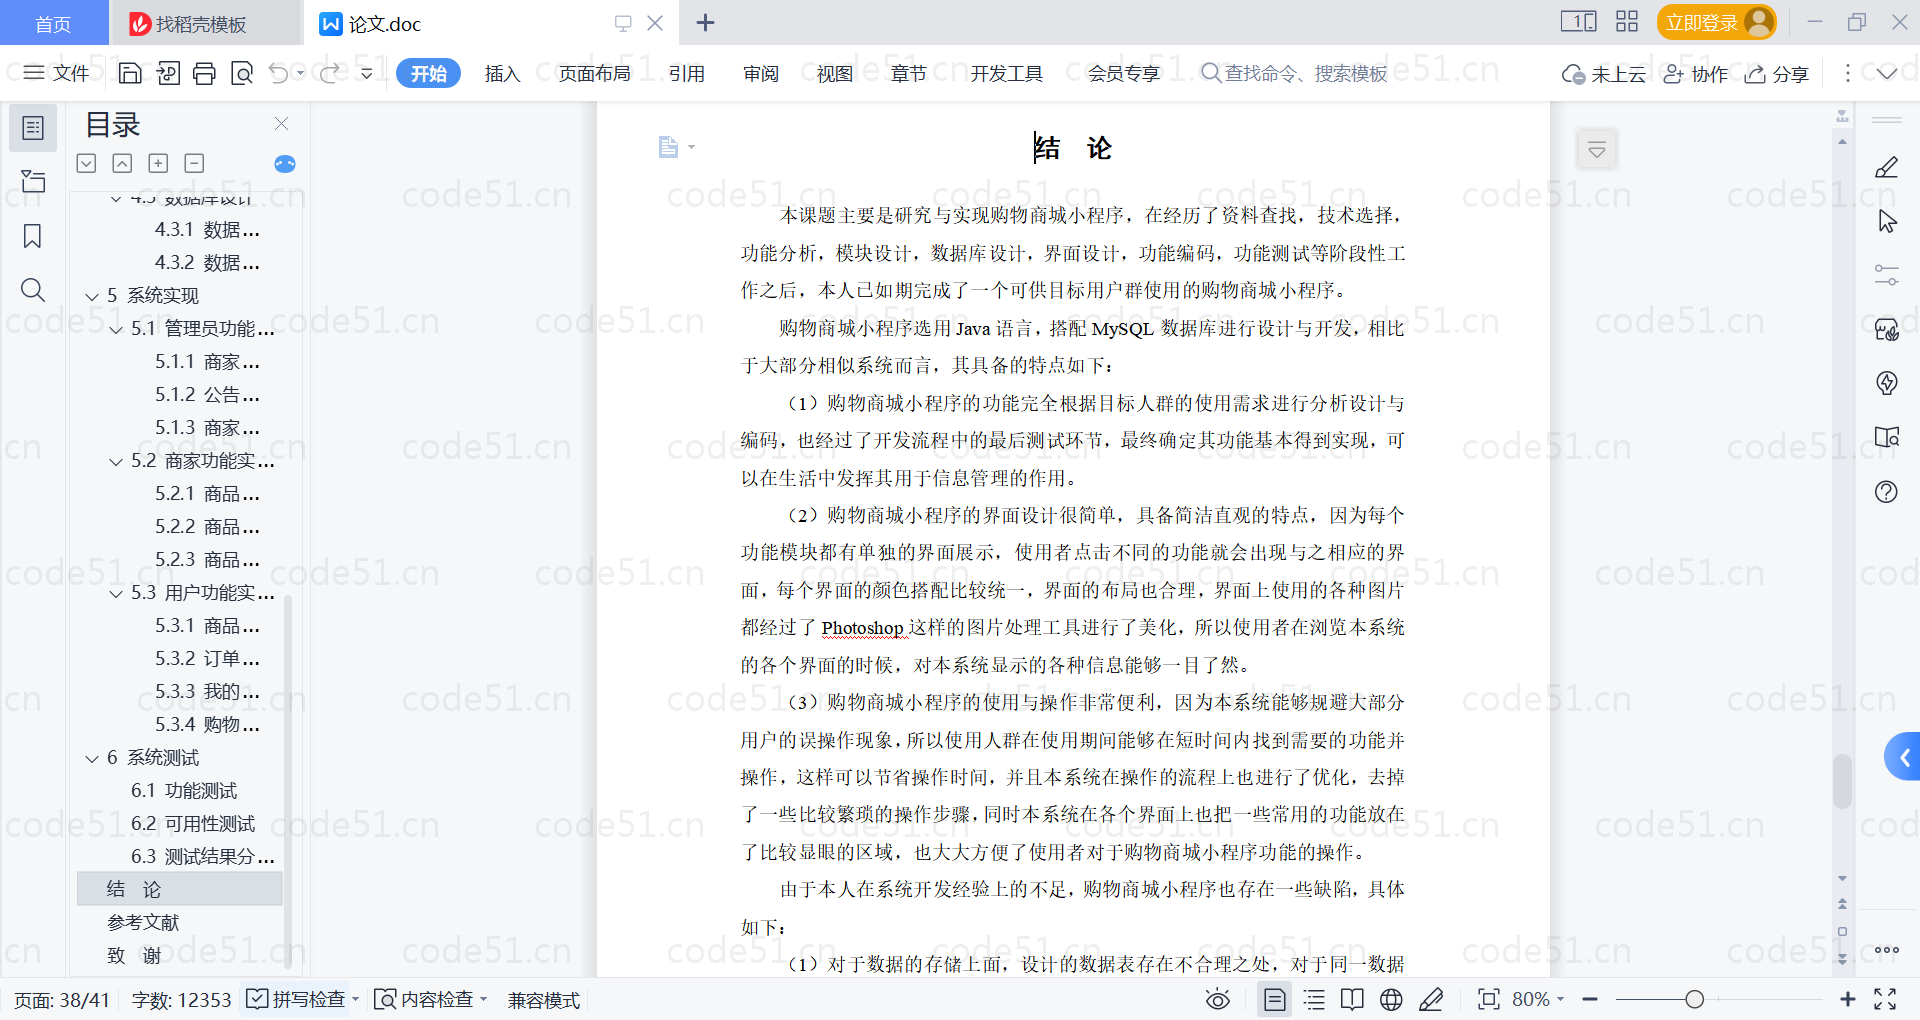 首页 找稻壳模板 论文.doc 立即登录
文件 开始 插入 页面布局 引用 审阅 视图 章节 开发工具 会员专享 查找命令、搜索模板 未上云 协作 分享
目录
4.3 数据库设计
4.3.1 数据...
4.3.2 数据...
5 系统实现
5.1 管理员功能...
5.1.1 商家...
5.1.2 公告...
5.1.3 商家...
5.2 商家功能实...
5.2.1 商品...
5.2.2 商品...
5.2.3 商品...
5.3 用户功能实...
5.3.1 商品...
5.3.2 订单...
5.3.3 我的...
5.3.4 购物...
6 系统测试
6.1 功能测试
6.2 可用性测试
6.3 测试结果分...
结 论
参考文献
致 谢
结 论
本课题主要是研究与实现购物商城小程序，在经历了资料查找，技术选择，
功能分析，模块设计，数据库设计，界面设计，功能编码，功能测试等阶段性工
作之后，本人已如期完成了一个可供目标用户群使用的购物商城小程序。
购物商城小程序选用 Java 语言，搭配 MySQL 数据库进行设计与开发，相比
于大部分相似系统而言，其具备的特点如下：
（1）购物商城小程序的功能完全根据目标人群的使用需求进行分析设计与
编码，也经过了开发流程中的最后测试环节，最终确定其功能基本得到实现，可
以在生活中发挥其用于信息管理的作用。
（2）购物商城小程序的界面设计很简单，具备简洁直观的特点，因为每个
功能模块都有单独的界面展示，使用者点击不同的功能就会出现与之相应的界
面，每个界面的颜色搭配比较统一，界面的布局也合理，界面上使用的各种图片
都经过了 Photoshop 这样的图片处理工具进行了美化，所以使用者在浏览本系统
的各个界面的时候，对本系统显示的各种信息能够一目了然。
（3）购物商城小程序的使用与操作非常便利，因为本系统能够规避大部分
用户的误操作现象，所以使用人群在使用期间能够在短时间内找到需要的功能并
操作，这样可以节省操作时间，并且本系统在操作的流程上也进行了优化，去掉
了一些比较繁琐的操作步骤，同时本系统在各个界面上也把一些常用的功能放在
了比较显眼的区域，也大大方便了使用者对于购物商城小程序功能的操作。
由于本人在系统开发经验上的不足，购物商城小程序也存在一些缺陷，具体
如下：
（1）对于数据的存储上面，设计的数据表存在不合理之处，对于同一数据
页面: 38/41 字数: 12353 拼写检查 内容检查 兼容模式 80%
code51.cn